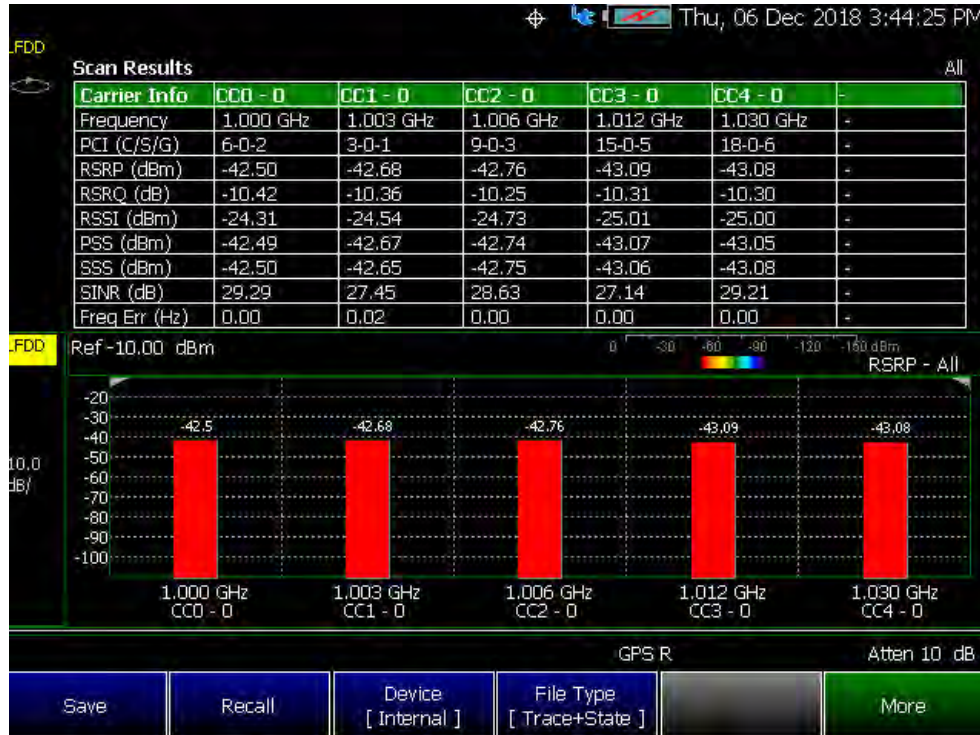 Thu, 06 Dec 2018 3:44:25 PM
LFDD
Scan Results All
Carrier Info CC0 - 0 CC1 - 0 CC2 - 0 CC3 - 0 CC4 - 0 -
Frequency 1.000 GHz 1.003 GHz 1.006 GHz 1.012 GHz 1.030 GHz -
PCI (C/S/G) 6-0-2 3-0-1 9-0-3 15-0-5 18-0-6 -
RSRP (dBm) -42.50 -42.68 -42.76 -43.09 -43.08 -
RSRQ (dB) -10.42 -10.36 -10.25 -10.31 -10.30 -
RSSI (dBm) -24.31 -24.54 -24.73 -25.01 -25.00 -
PSS (dBm) -42.49 -42.67 -42.74 -43.07 -43.05 -
SSS (dBm) -42.50 -42.65 -42.75 -43.06 -43.08 -
SINR (dB) 29.29 27.45 28.63 27.14 29.21 -
Freq Err (Hz) 0.00 0.02 0.00 0.00 0.00 -
LFDD
Ref -10.00 dBm 0 -30 -60 -90 -120 -150 dBm
RSRP - All
-20
-30
-42.5 -42.68 -42.76 -43.09 -43.08
-40
-50
10.0
dB/
-60
-70
-80
-90
-100
1.000 GHz 1.003 GHz 1.006 GHz 1.012 GHz 1.030 GHz
CC0 - 0 CC1 - 0 CC2 - 0 CC3 - 0 CC4 - 0
GPS R Atten 10 dB
Save Recall Device [ Internal ] File Type [ Trace+State ] More